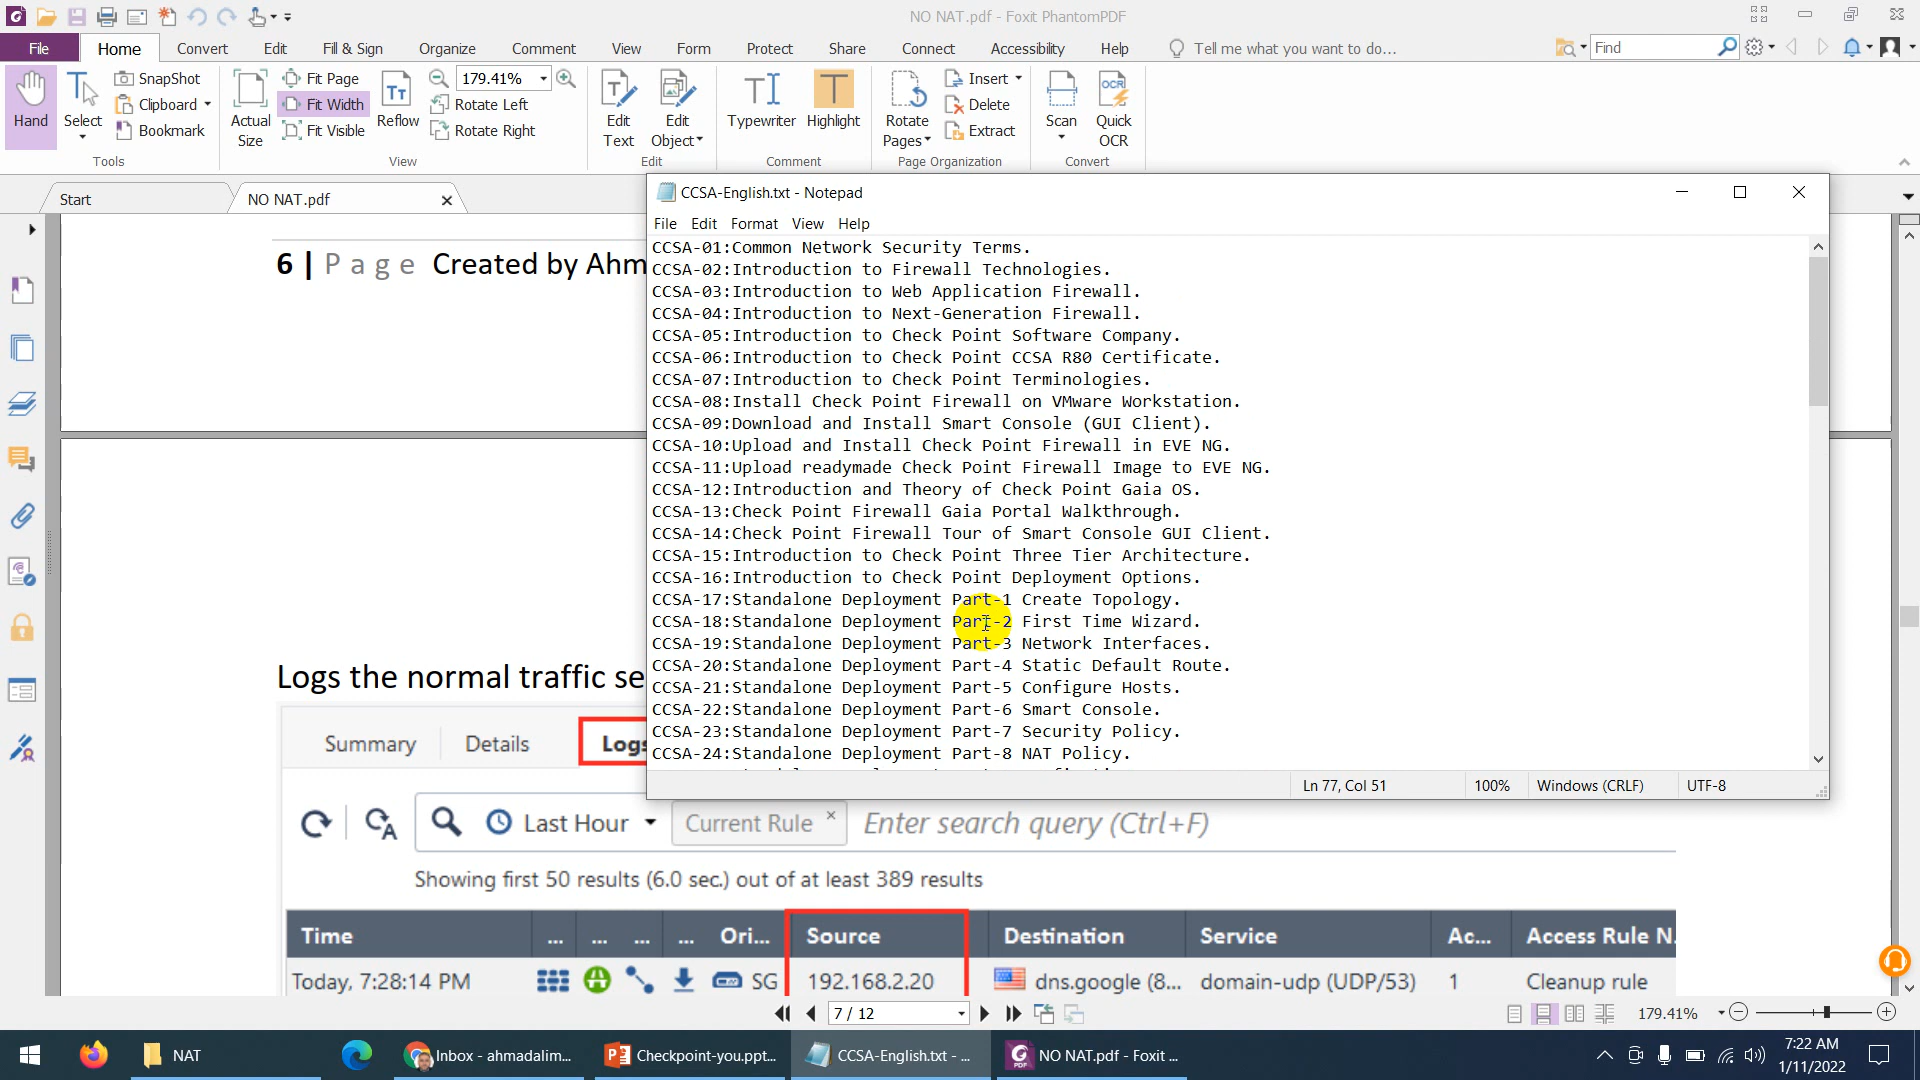 NO NAT.pdf - Foxit PhantomPDF
File Home Convert Edit Fill & Sign Organize Comment View Form Protect Share Connect Accessibility Help Tell me what you want to do... Find
SnapShot Fit Page 179.41% Insert
Clipboard Fit Width Rotate Left Delete
Bookmark Fit Visible Rotate Right Extract
Hand Select Actual Size Reflow Edit Text Edit Object Typewriter Highlight Rotate Pages Scan Quick OCR
Tools View Edit Comment Page Organization Convert
Start NO NAT.pdf
6 | P a g e Created by Ahm
CCSA-English.txt - Notepad
File Edit Format View Help
CCSA-01:Common Network Security Terms.
CCSA-02:Introduction to Firewall Technologies.
CCSA-03:Introduction to Web Application Firewall.
CCSA-04:Introduction to Next-Generation Firewall.
CCSA-05:Introduction to Check Point Software Company.
CCSA-06:Introduction to Check Point CCSA R80 Certificate.
CCSA-07:Introduction to Check Point Terminologies.
CCSA-08:Install Check Point Firewall on VMware Workstation.
CCSA-09:Download and Install Smart Console (GUI Client).
CCSA-10:Upload and Install Check Point Firewall in EVE NG.
CCSA-11:Upload readymade Check Point Firewall Image to EVE NG.
CCSA-12:Introduction and Theory of Check Point Gaia OS.
CCSA-13:Check Point Firewall Gaia Portal Walkthrough.
CCSA-14:Check Point Firewall Tour of Smart Console GUI Client.
CCSA-15:Introduction to Check Point Three Tier Architecture.
CCSA-16:Introduction to Check Point Deployment Options.
CCSA-17:Standalone Deployment Part-1 Create Topology.
CCSA-18:Standalone Deployment Part-2 First Time Wizard.
CCSA-19:Standalone Deployment Part-3 Network Interfaces.
CCSA-20:Standalone Deployment Part-4 Static Default Route.
CCSA-21:Standalone Deployment Part-5 Configure Hosts.
CCSA-22:Standalone Deployment Part-6 Smart Console.
CCSA-23:Standalone Deployment Part-7 Security Policy.
CCSA-24:Standalone Deployment Part-8 NAT Policy.
Ln 77, Col 51 100% Windows (CRLF) UTF-8
Logs the normal traffic se
Summary Details Logs
Last Hour Current Rule × Enter search query (Ctrl+F)
Showing first 50 results (6.0 sec.) out of at least 389 results
Time ... ... ... ... Ori... Source Destination Service Ac... Access Rule N.
Today, 7:28:14 PM SG 192.168.2.20 dns.google (8... domain-udp (UDP/53) 1 Cleanup rule
7 / 12 179.41%
NAT Inbox - ahmadalim... Checkpoint-you.ppt... CCSA-English.txt - ... NO NAT.pdf - Foxit ... 7:22 AM
1/11/2022